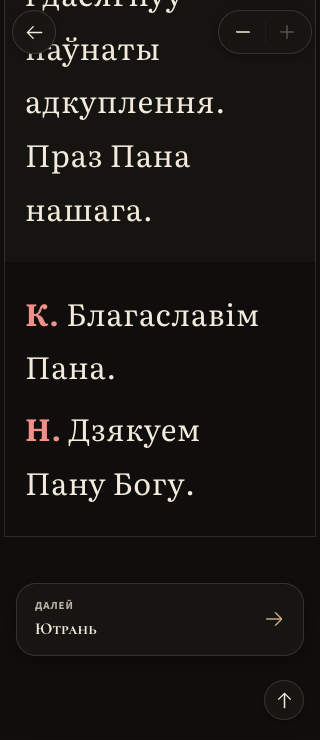 паўнаты
адкуплення.
Праз Пана
нашага.
К. Благаславім
Пана.
Н. Дзякуем
Пану Богу.
ДАЛЕЙ
Ютрань